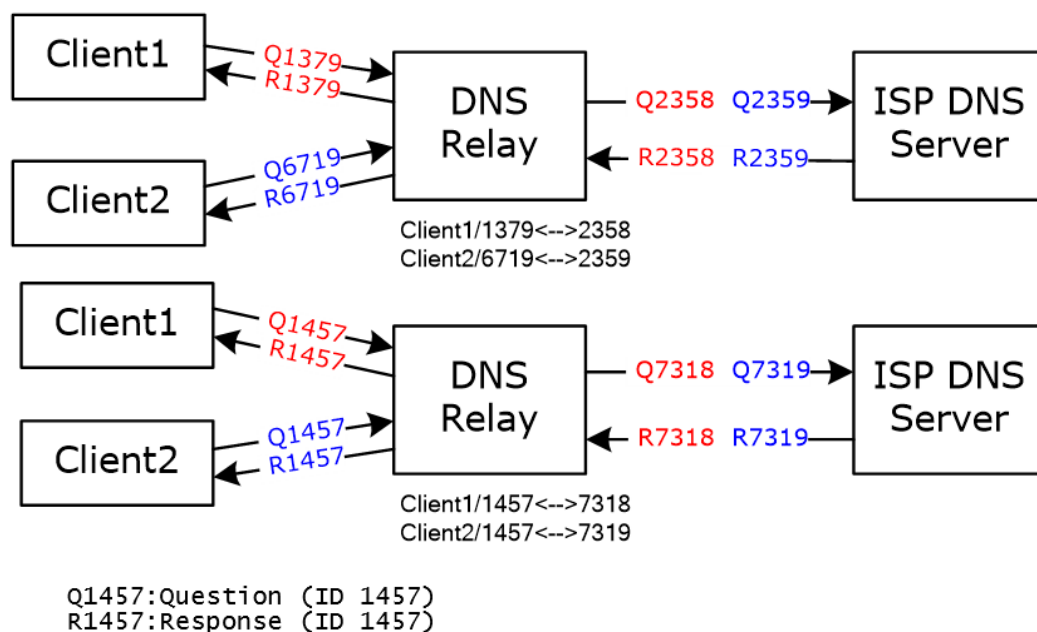 Client1
Q1379
R1379
DNS
Relay
Q2358 Q2359
R2358 R2359
ISP DNS
Server
Client2
Q6719
R6719
Client1/1379<-->2358
Client2/6719<-->2359
Client1
Q1457
R1457
DNS
Relay
Q7318 Q7319
R7318 R7319
ISP DNS
Server
Client2
Q1457
R1457
Client1/1457<-->7318
Client2/1457<-->7319
Q1457:Question (ID 1457)
R1457:Response (ID 1457)